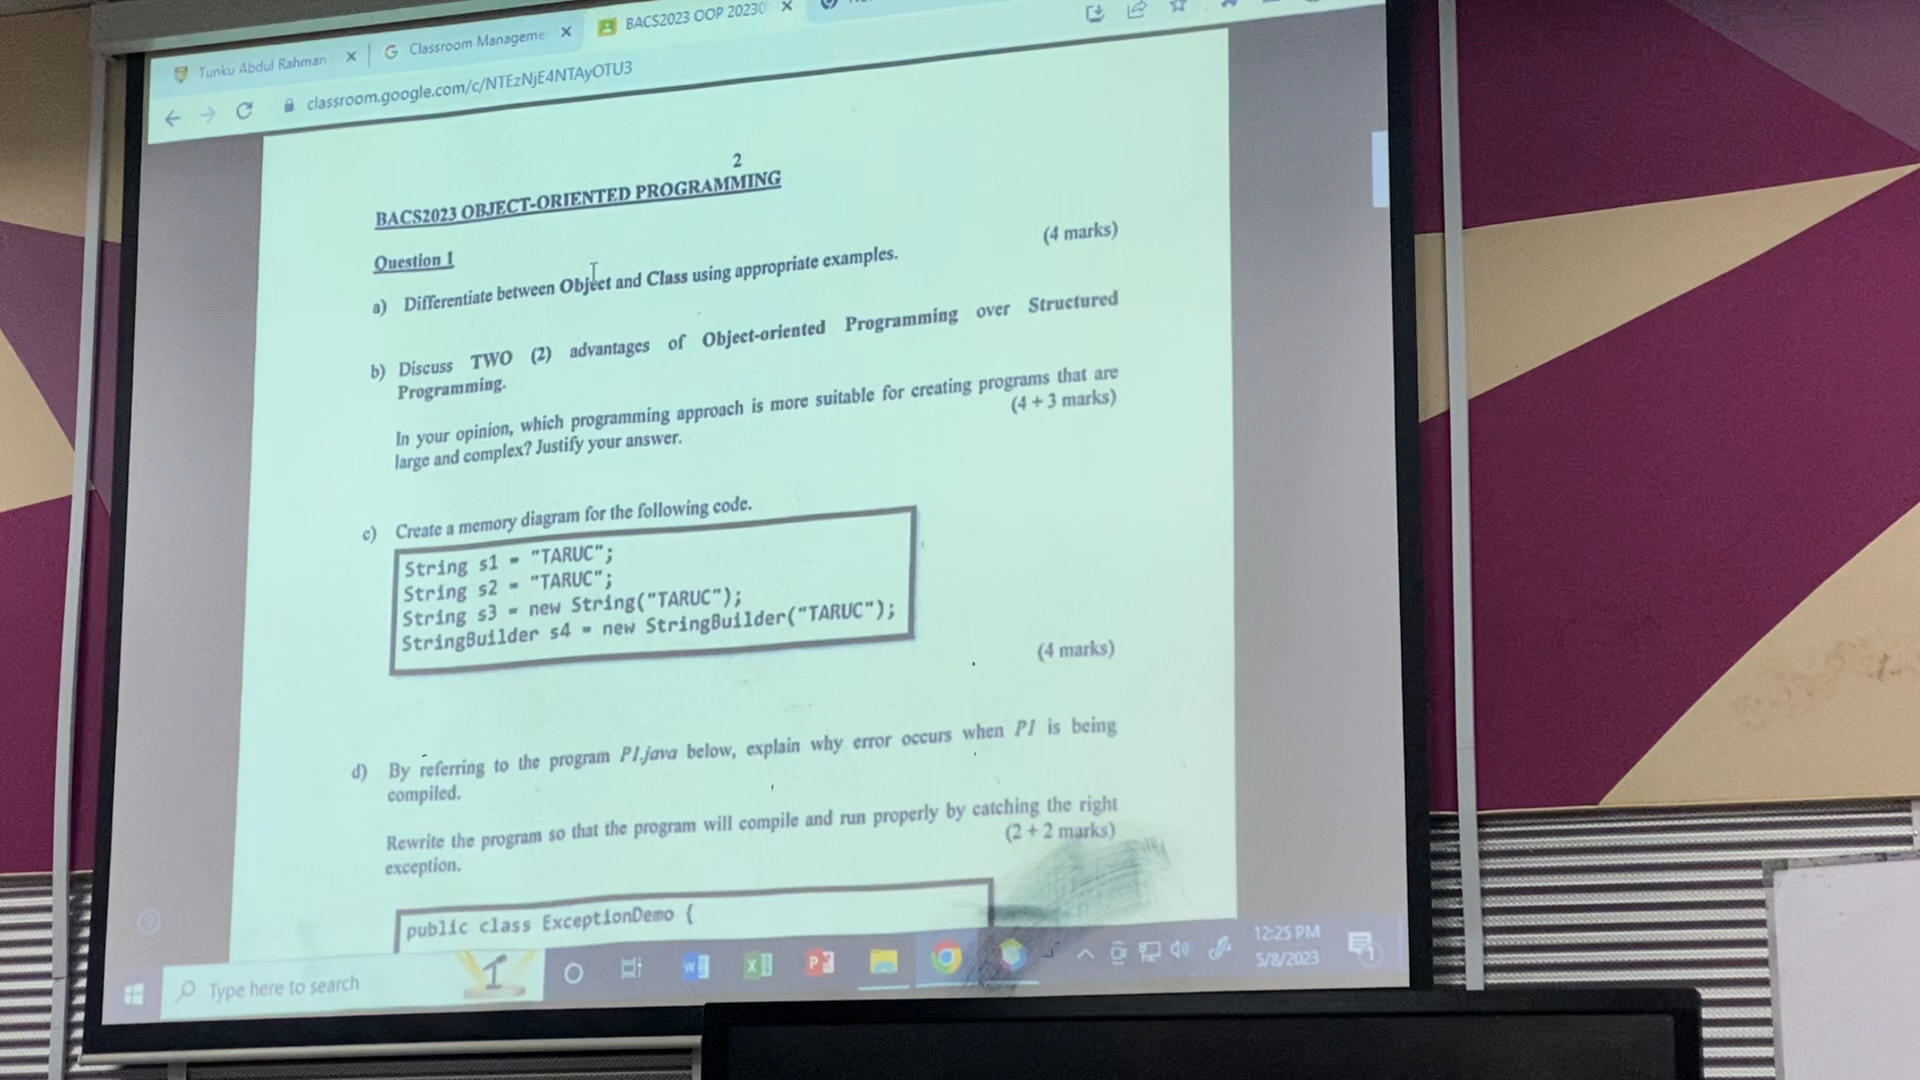 Tunku Abdul Rahman
Classroom Manageme
BACS2023 OOP 20230
classroom.google.com/c/NTEzNjE4NTAyOTU3
2
BACS2023 OBJECT-ORIENTED PROGRAMMING
Question 1
a) Differentiate between Object and Class using appropriate examples.
(4 marks)
b) Discuss TWO (2) advantages of Object-oriented Programming over Structured
Programming.
In your opinion, which programming approach is more suitable for creating programs that are
large and complex? Justify your answer.
(4 + 3 marks)
c) Create a memory diagram for the following code.
String s1 = "TARUC";
String s2 = "TARUC";
String s3 = new String("TARUC");
StringBuilder s4 = new StringBuilder("TARUC");
(4 marks)
d) By referring to the program P1.java below, explain why error occurs when P1 is being
compiled.
Rewrite the program so that the program will compile and run properly by catching the right
exception.
(2 + 2 marks)
public class ExceptionDemo {
Type here to search
12:25 PM
5/8/2023